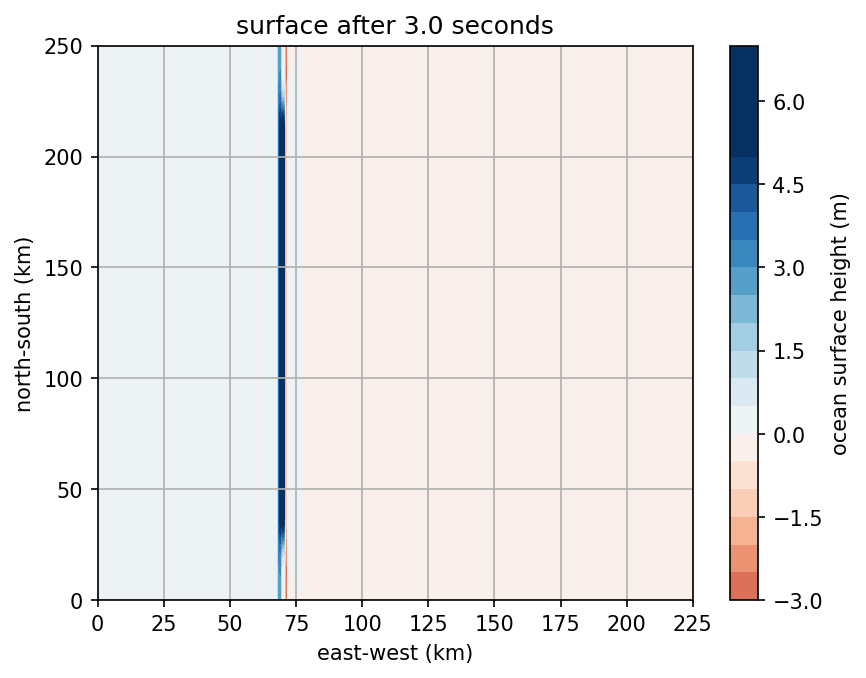 surface after 3.0 seconds
250
200
150
100
50
0
north-south (km)
0 25 50 75 100 125 150 175 200 225
east-west (km)
6.0
4.5
3.0
1.5
0.0
−1.5
−3.0
ocean surface height (m)